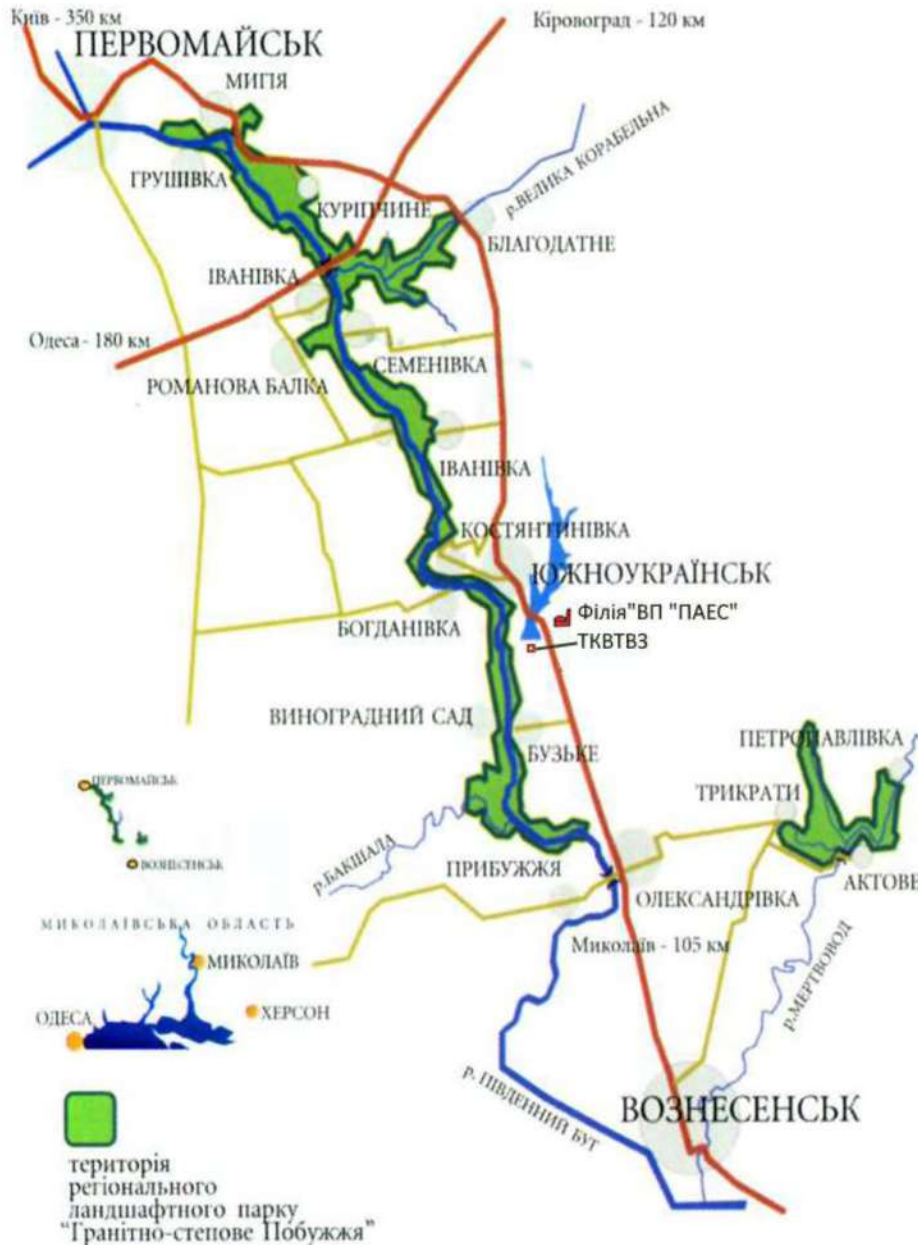 Київ - 350 км
Кіровоград - 120 км
ПЕРВОМАЙСЬК
МИГІЯ
р.ВЕЛИКА КОРАБЕЛЬНА
ГРУШІВКА
КУРІПЧИНЕ
БЛАГОДАТНЕ
ІВАНІВКА
Одеса - 180 км
СЕМЕНІВКА
РОМАНОВА БАЛКА
ІВАНІВКА
КОСТЯНТИНІВКА
ЮЖНОУКРАЇНСЬК
Філія"ВП "ПАЕС"
ТКВТВЗ
БОГДАНІВКА
ВИНОГРАДНИЙ САД
БУЗЬКЕ
ПЕТРОПАВЛІВКА
ТРИКРАТИ
ПЕРВОМАЙСЬК
ВОЗНЕСЕНСЬК
р.БАКШАЛА
ПРИБУЖЖЯ
ОЛЕКСАНДРІВКА
АКТОВЕ
Миколаїв - 105 км
МИКОЛАЇВСЬКА ОБЛАСТЬ
МИКОЛАЇВ
ОДЕСА
ХЕРСОН
р.МЕРТВОВОД
р. ПІВДЕННИЙ БУГ
ВОЗНЕСЕНСЬК
територія
регіонального
ландшафтного парку
"Гранітно-степове Побужжя"